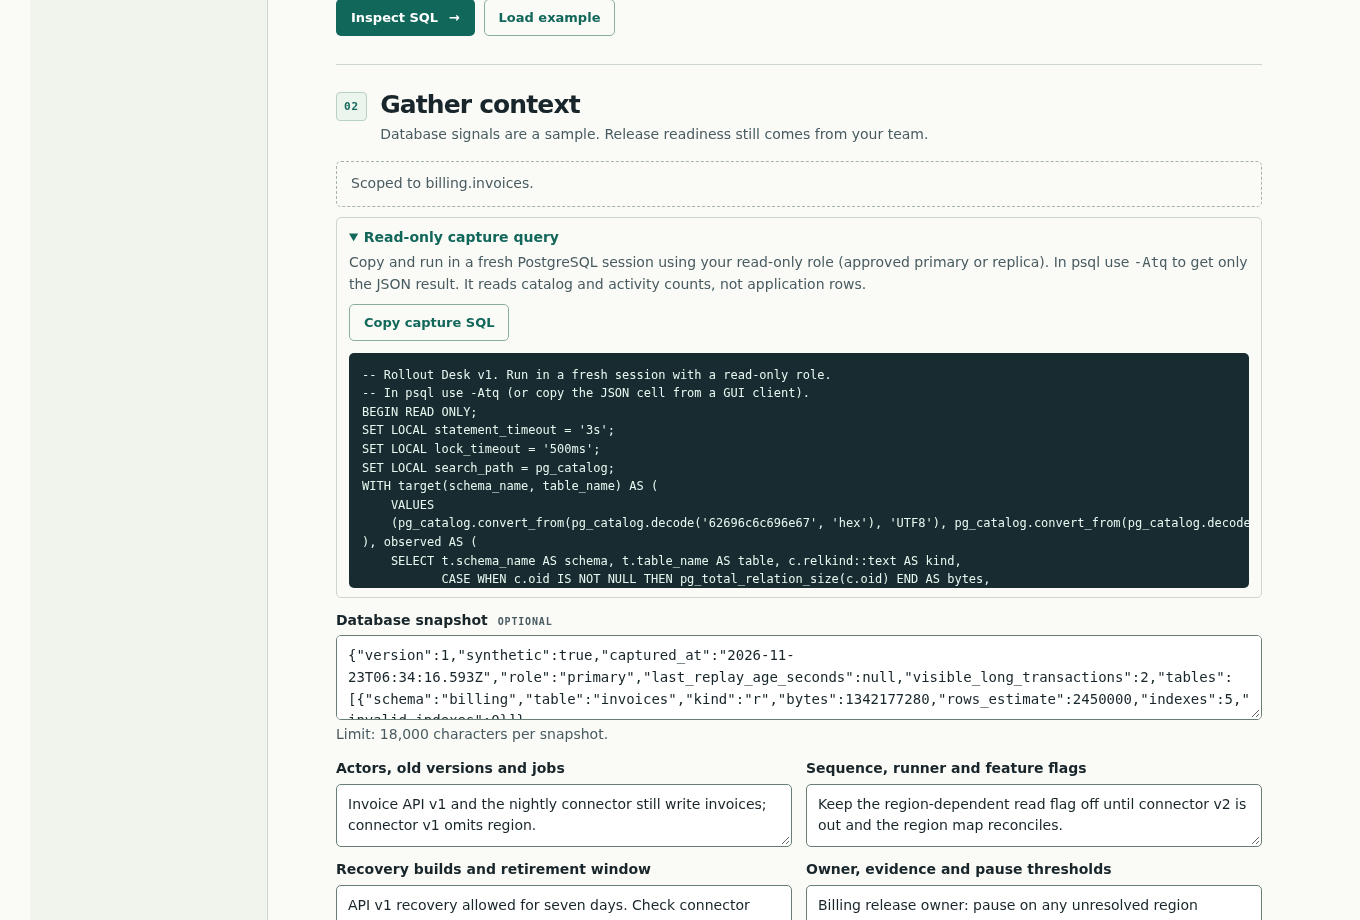 Inspect SQL →
Load example
02
Gather context
Database signals are a sample. Release readiness still comes from your team.
Scoped to billing.invoices.
▼ Read-only capture query
Copy and run in a fresh PostgreSQL session using your read-only role (approved primary or replica). In psql use -Atq to get only
the JSON result. It reads catalog and activity counts, not application rows.
Copy capture SQL
-- Rollout Desk v1. Run in a fresh session with a read-only role.
-- In psql use -Atq (or copy the JSON cell from a GUI client).
BEGIN READ ONLY;
SET LOCAL statement_timeout = '3s';
SET LOCAL lock_timeout = '500ms';
SET LOCAL search_path = pg_catalog;
WITH target(schema_name, table_name) AS (
    VALUES
    (pg_catalog.convert_from(pg_catalog.decode('62696c6c696e67', 'hex'), 'UTF8'), pg_catalog.convert_from(pg_catalog.decode
), observed AS (
    SELECT t.schema_name AS schema, t.table_name AS table, c.relkind::text AS kind,
           CASE WHEN c.oid IS NOT NULL THEN pg_total_relation_size(c.oid) END AS bytes,
Database snapshot OPTIONAL
{"version":1,"synthetic":true,"captured_at":"2026-11-
23T06:34:16.593Z","role":"primary","last_replay_age_seconds":null,"visible_long_transactions":2,"tables":
[{"schema":"billing","table":"invoices","kind":"r","bytes":1342177280,"rows_estimate":2450000,"indexes":5,"
invalid_indexes":0}]}
Limit: 18,000 characters per snapshot.
Actors, old versions and jobs
Invoice API v1 and the nightly connector still write invoices;
connector v1 omits region.
Sequence, runner and feature flags
Keep the region-dependent read flag off until connector v2 is
out and the region map reconciles.
Recovery builds and retirement window
API v1 recovery allowed for seven days. Check connector
Owner, evidence and pause thresholds
Billing release owner: pause on any unresolved region